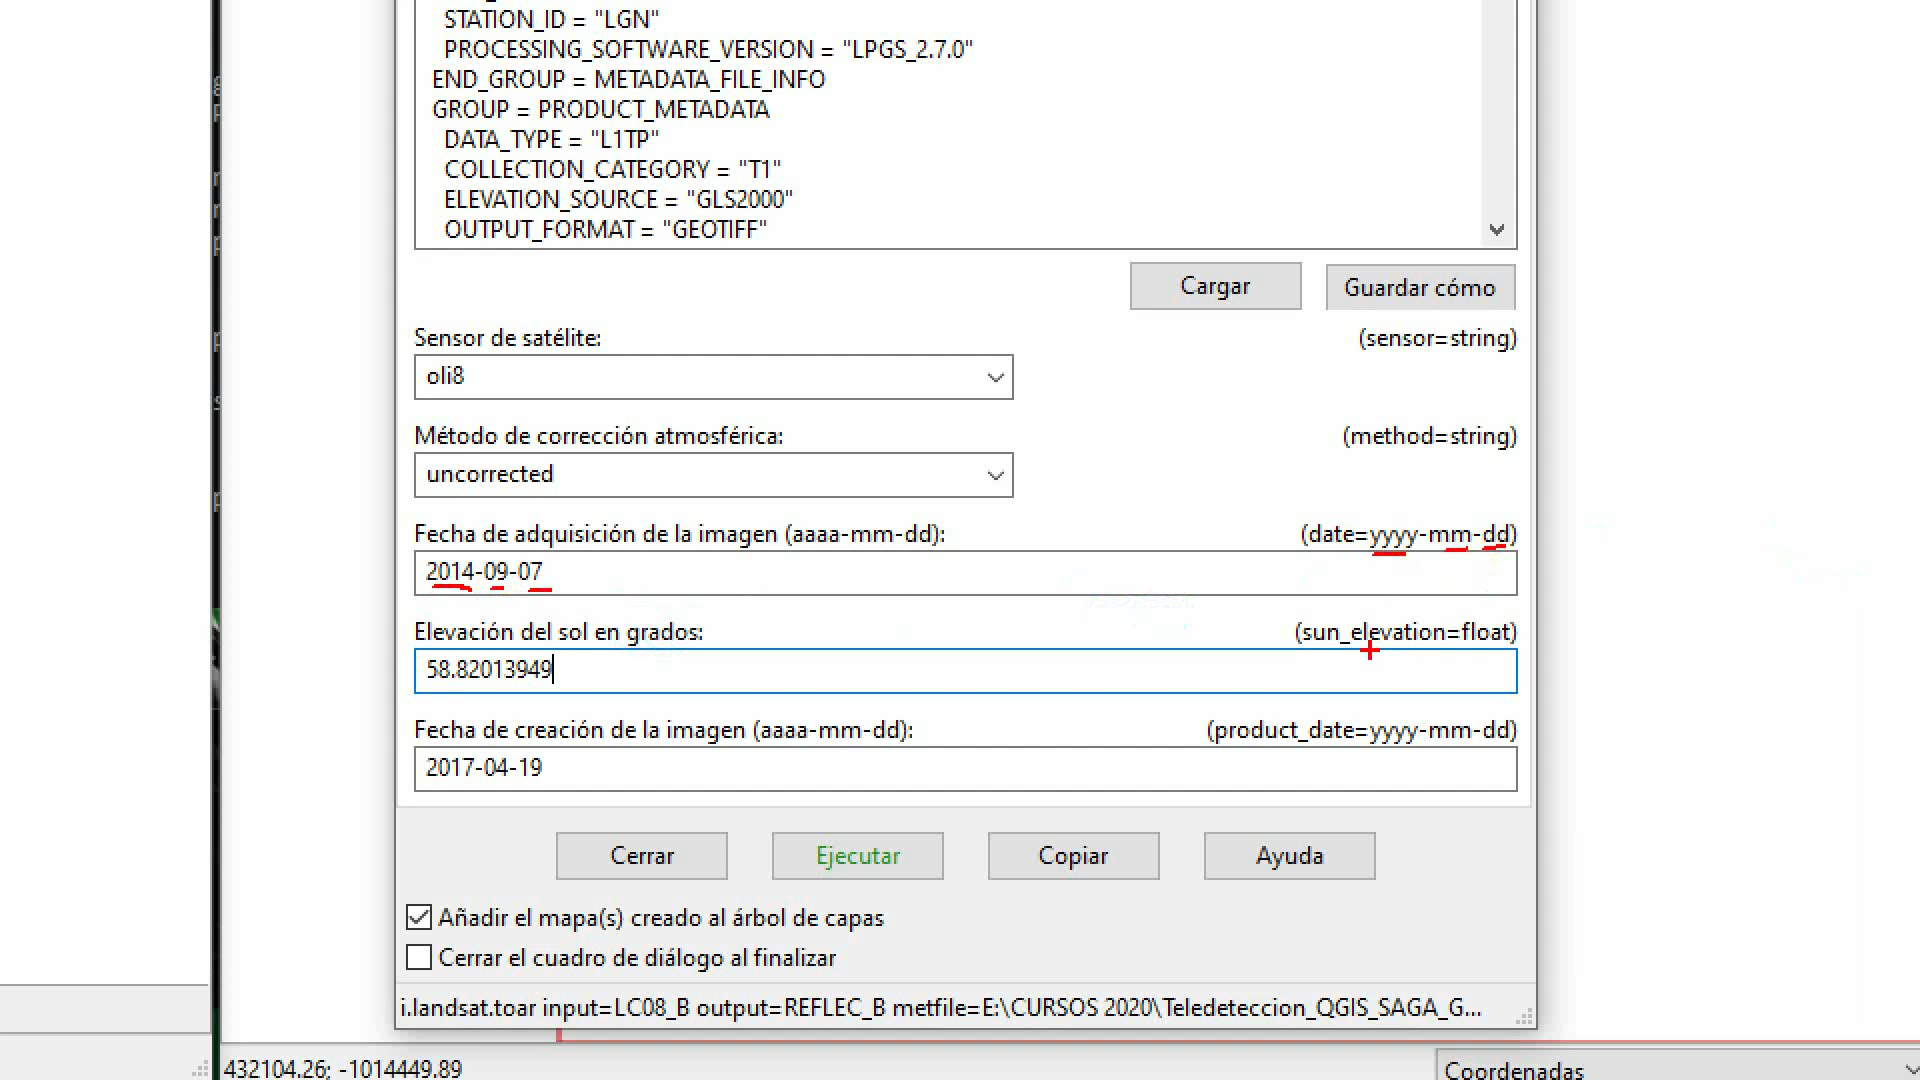 STATION_ID = "LGN"
PROCESSING_SOFTWARE_VERSION = "LPGS_2.7.0"
END_GROUP = METADATA_FILE_INFO
GROUP = PRODUCT_METADATA
DATA_TYPE = "L1TP"
COLLECTION_CATEGORY = "T1"
ELEVATION_SOURCE = "GLS2000"
OUTPUT_FORMAT = "GEOTIFF"
Cargar Guardar cómo
Sensor de satélite: (sensor=string)
oli8
Método de corrección atmosférica: (method=string)
uncorrected
Fecha de adquisición de la imagen (aaaa-mm-dd): (date=yyyy-mm-dd)
2014-09-07
Elevación del sol en grados: (sun_elevation=float)
58.82013949
Fecha de creación de la imagen (aaaa-mm-dd): (product_date=yyyy-mm-dd)
2017-04-19
Cerrar Ejecutar Copiar Ayuda
Añadir el mapa(s) creado al árbol de capas
Cerrar el cuadro de diálogo al finalizar
i.landsat.toar input=LC08_B output=REFLEC_B metfile=E:\CURSOS 2020\Teledeteccion_QGIS_SAGA_G...
432104.26; -1014449.89 Coordenadas